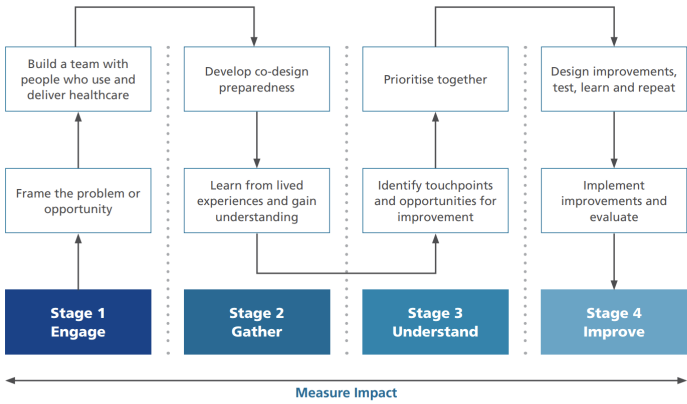 Build a team with
people who use and
deliver healthcare
Develop co-design
preparedness
Prioritise together
Design improvements,
test, learn and repeat
Frame the problem or
opportunity
Learn from lived
experiences and gain
understanding
Identify touchpoints
and opportunities for
improvement
Implement
improvements and
evaluate
Stage 1
Engage
Stage 2
Gather
Stage 3
Understand
Stage 4
Improve
Measure Impact